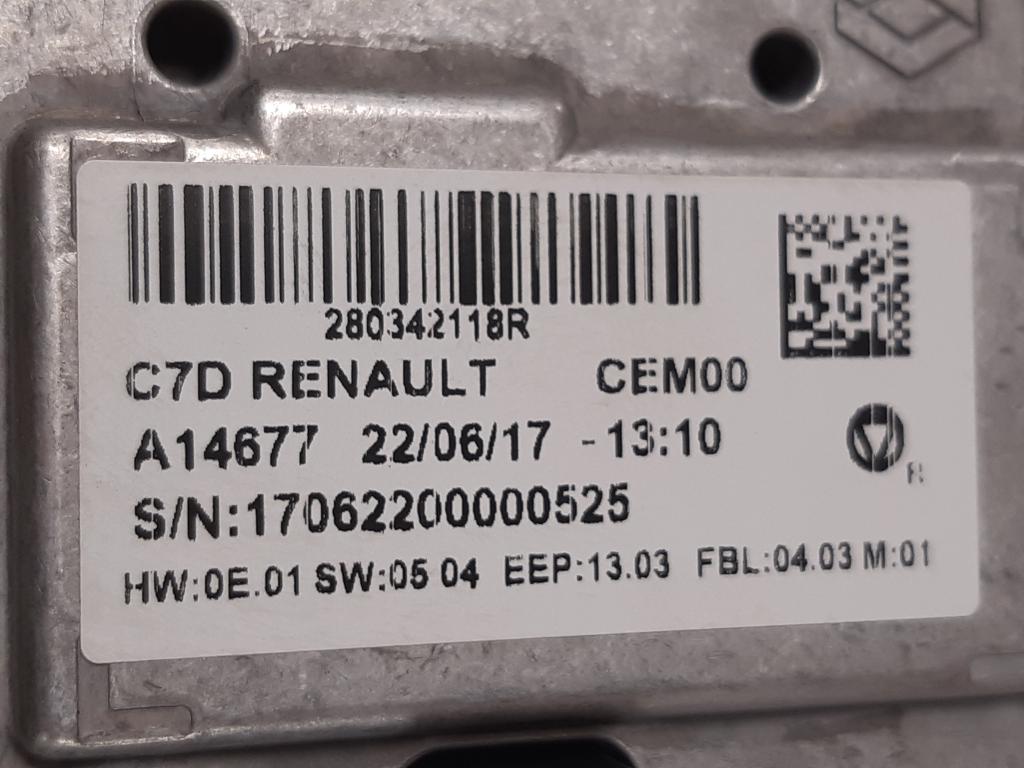 280342118R
C7D RENAULT CEM00
A14677 22/06/17 - 13:10
R
S/N:17062200000525
HW:0E.01 SW:05 04 EEP:13.03 FBL:04.03 M:01